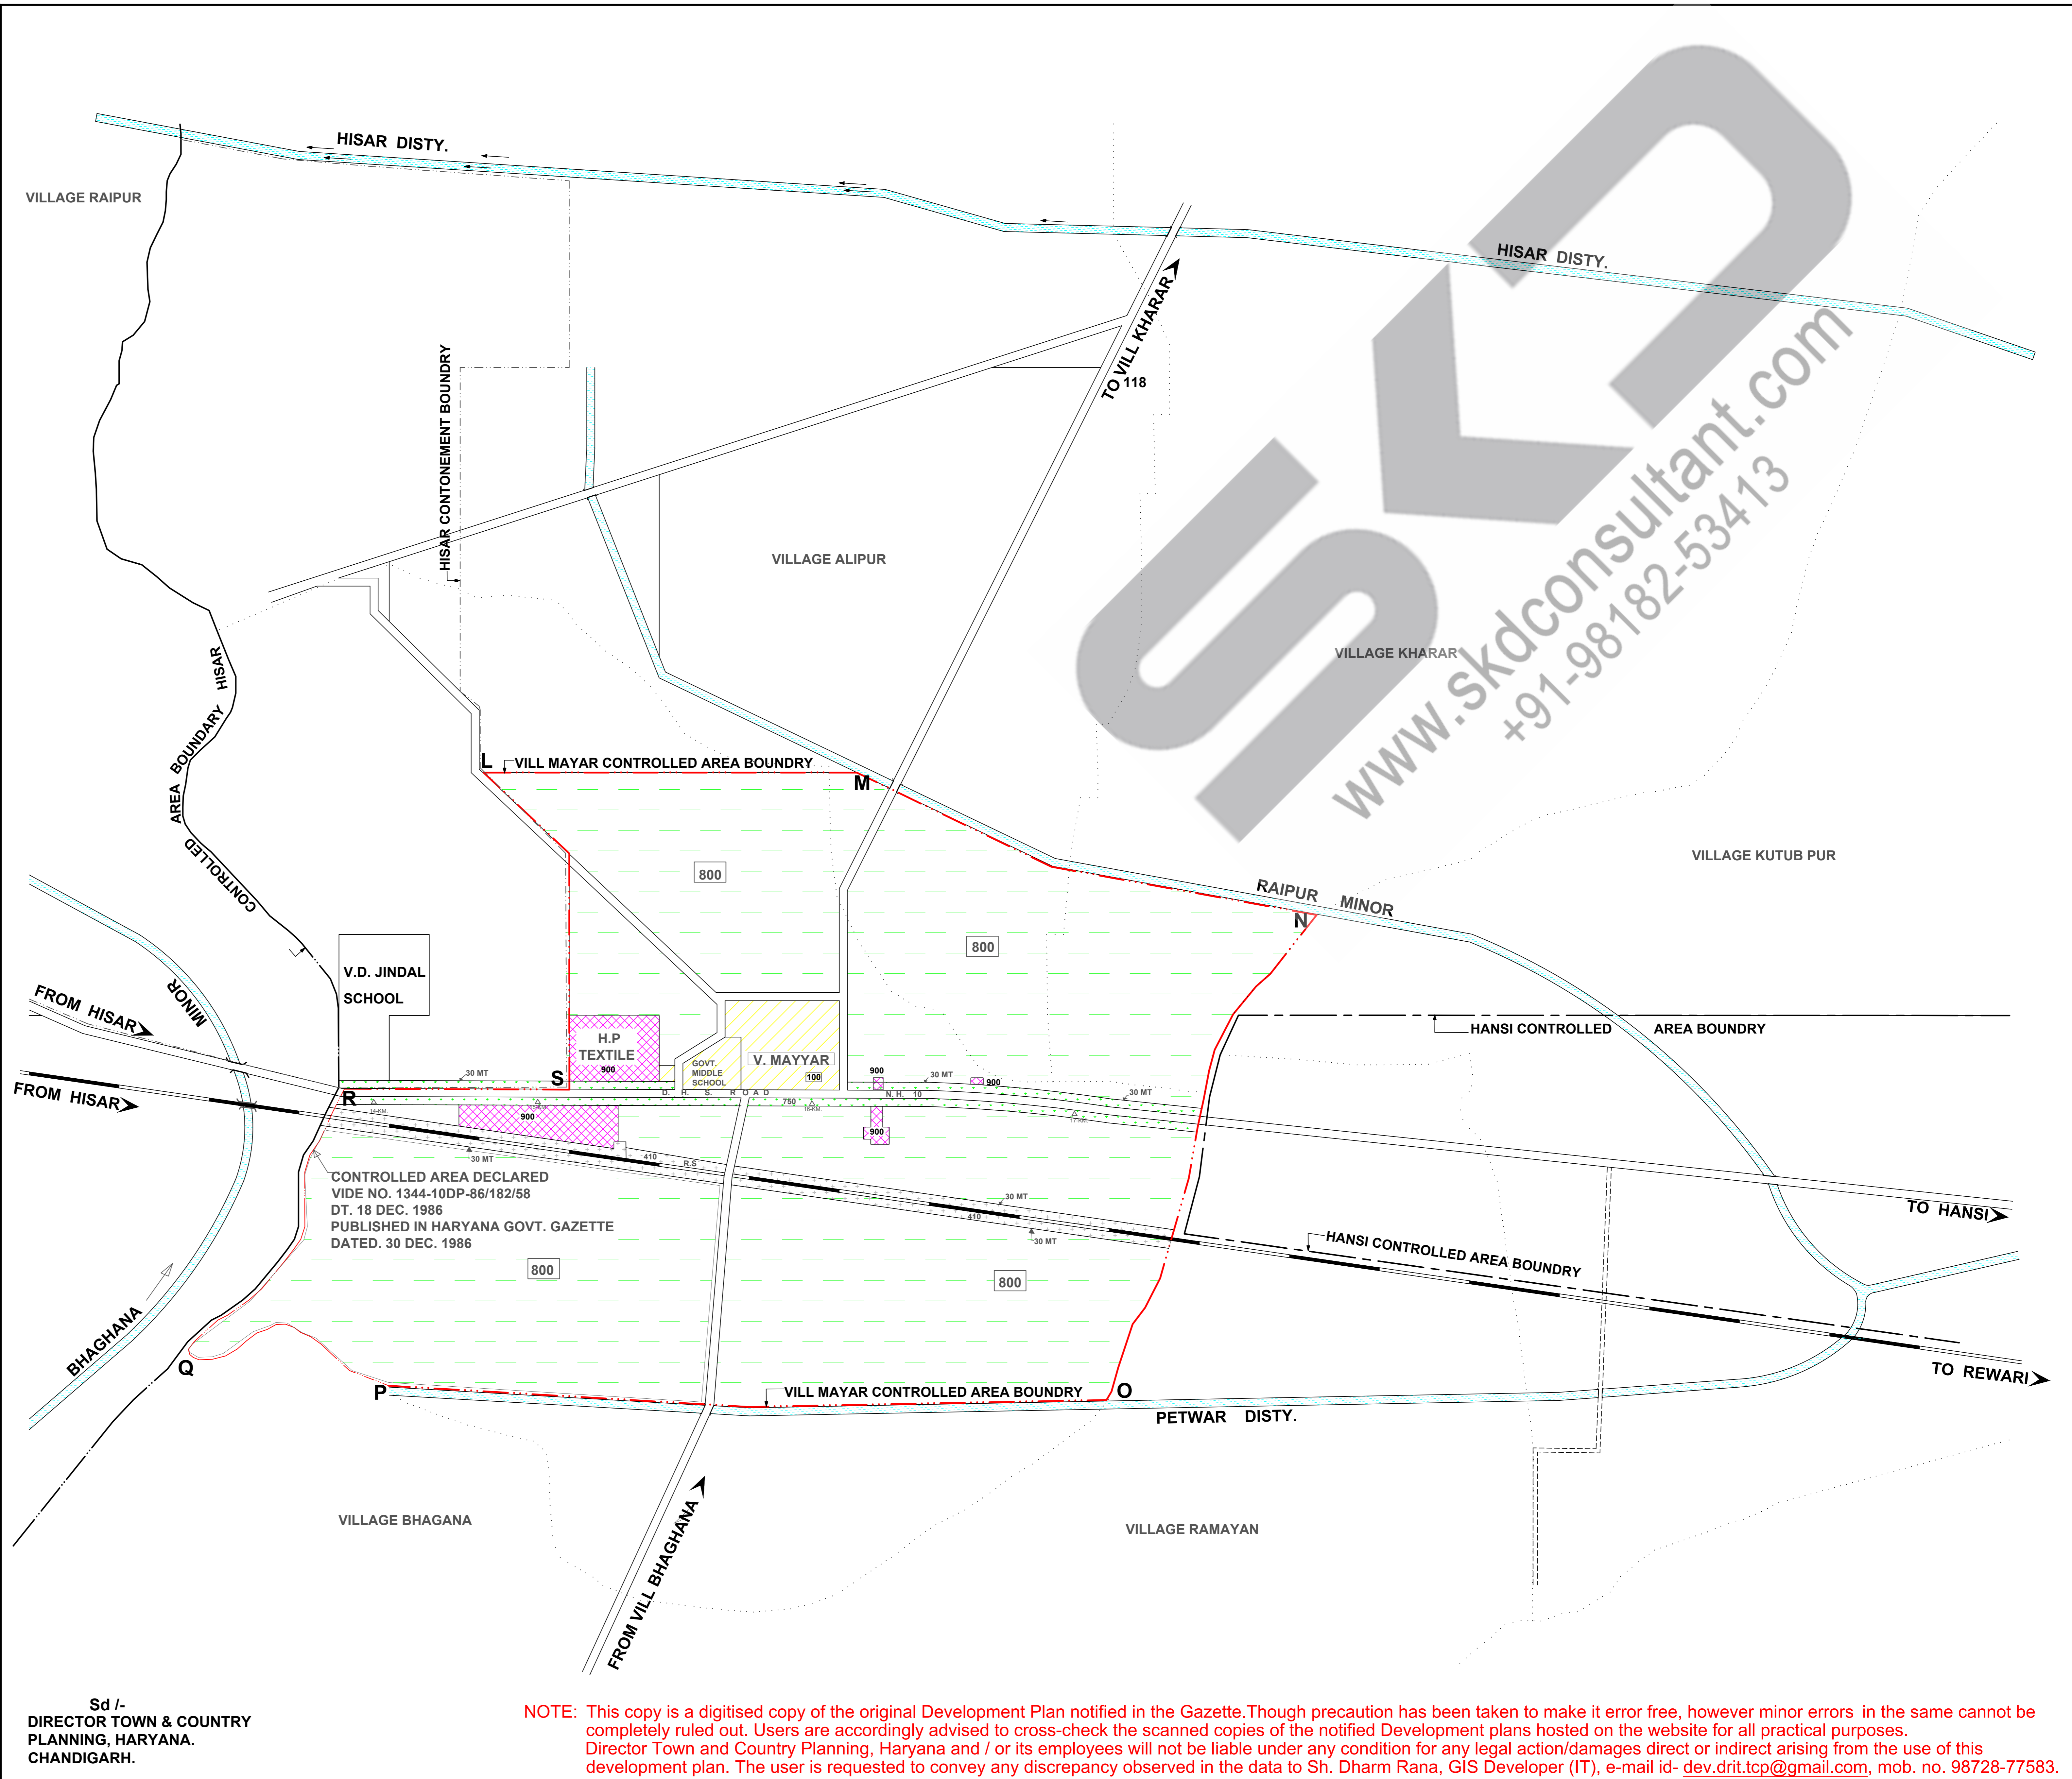 HISAR DISTY.
VILLAGE RAIPUR
HISAR DISTY.
TO VILL KHARAR
118
HISAR CONTONEMENT BOUNDRY
VILLAGE ALIPUR
SKD
www.skdconsultant.com
+91-98182-53413
VILLAGE KHARAR
CONTROLLED AREA BOUNDARY HISAR
L
VILL MAYAR CONTROLLED AREA BOUNDRY
M
VILLAGE KUTUB PUR
800
RAIPUR MINOR
N
800
V.D. JINDAL
SCHOOL
MINOR
FROM HISAR
HANSI CONTROLLED AREA BOUNDRY
H.P
TEXTILE
900
GOVT.
MIDDLE
SCHOOL
V. MAYYAR
100
900
900
30 MT
30 MT
30 MT
FROM HISAR
R
S
D. H. S. ROAD
750
N.H. 10
14-KM.
15-KM.
16-KM.
17-KM.
900
900
30 MT
410
R.S
30 MT
410
30 MT
CONTROLLED AREA DECLARED
VIDE NO. 1344-10DP-86/182/58
DT. 18 DEC. 1986
PUBLISHED IN HARYANA GOVT. GAZETTE
DATED. 30 DEC. 1986
TO HANSI
HANSI CONTROLLED AREA BOUNDRY
800
800
BHAGHANA
Q
P
VILL MAYAR CONTROLLED AREA BOUNDRY
O
PETWAR DISTY.
TO REWARI
VILLAGE BHAGANA
FROM VILL BHAGHANA
VILLAGE RAMAYAN
Sd /-
DIRECTOR TOWN & COUNTRY
PLANNING, HARYANA.
CHANDIGARH.
NOTE: This copy is a digitised copy of the original Development Plan notified in the Gazette.Though precaution has been taken to make it error free, however minor errors in the same cannot be
completely ruled out. Users are accordingly advised to cross-check the scanned copies of the notified Development plans hosted on the website for all practical purposes.
Director Town and Country Planning, Haryana and / or its employees will not be liable under any condition for any legal action/damages direct or indirect arising from the use of this
development plan. The user is requested to convey any discrepancy observed in the data to Sh. Dharm Rana, GIS Developer (IT), e-mail id- dev.drit.tcp@gmail.com, mob. no. 98728-77583.